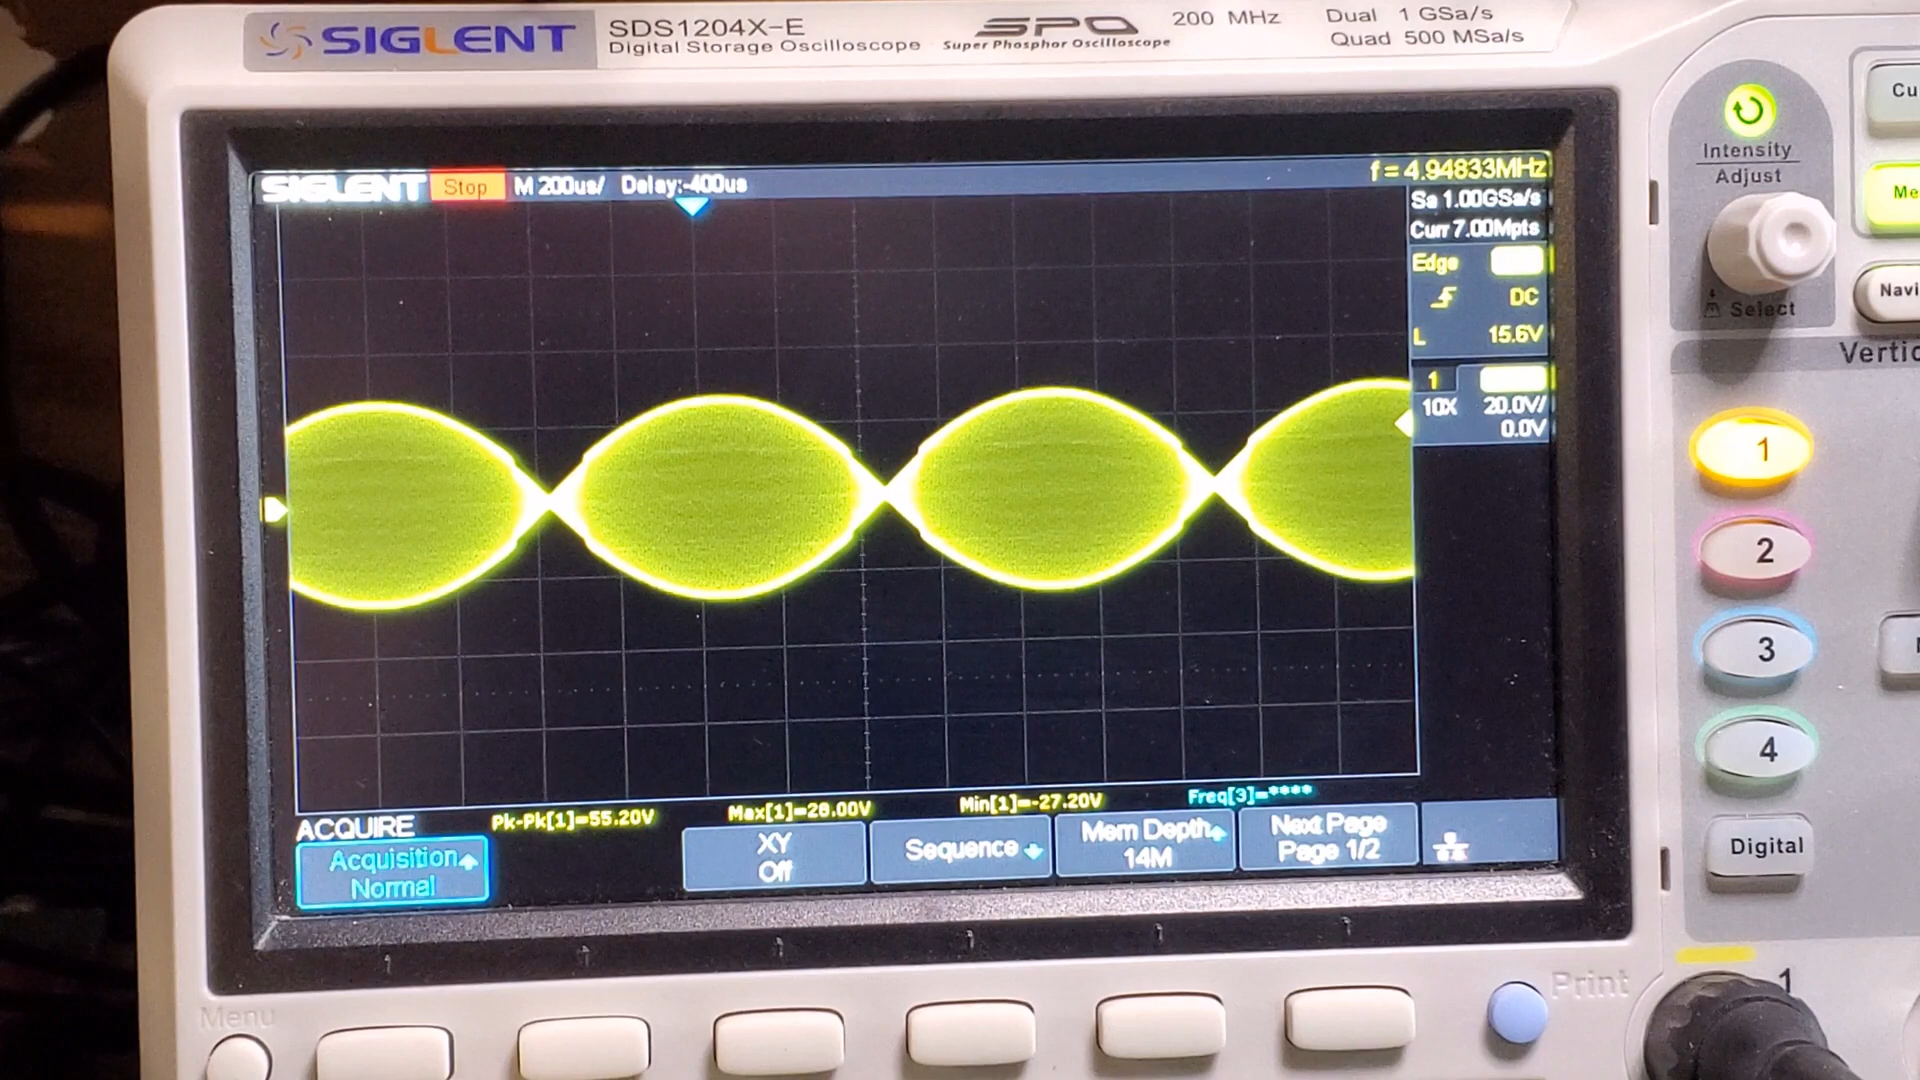 SIGLENT
SDS1204X-E
Digital Storage Oscilloscope
SPO
Super Phosphor Oscilloscope
200 MHz
Dual 1 GSa/s
Quad 500 MSa/s
SIGLENT Stop M 200us/ Delay:-400us
f = 4.94833MHz
Sa 1.00GSa/s
Curr 7.00Mpts
Edge
DC
L 15.6V
1
10X 20.0V/
0.0V
Pk-Pk[1]=55.20V Max[1]=28.00V Min[1]=-27.20V Freq[3]=****
ACQUIRE
Acquisition
Normal
XY
Off
Sequence
Mem Depth
14M
Next Page
Page 1/2
Intensity
Adjust
Select
Cu
Me
Navi
Vertic
1
2
3
4
Digital
Menu
Print
1